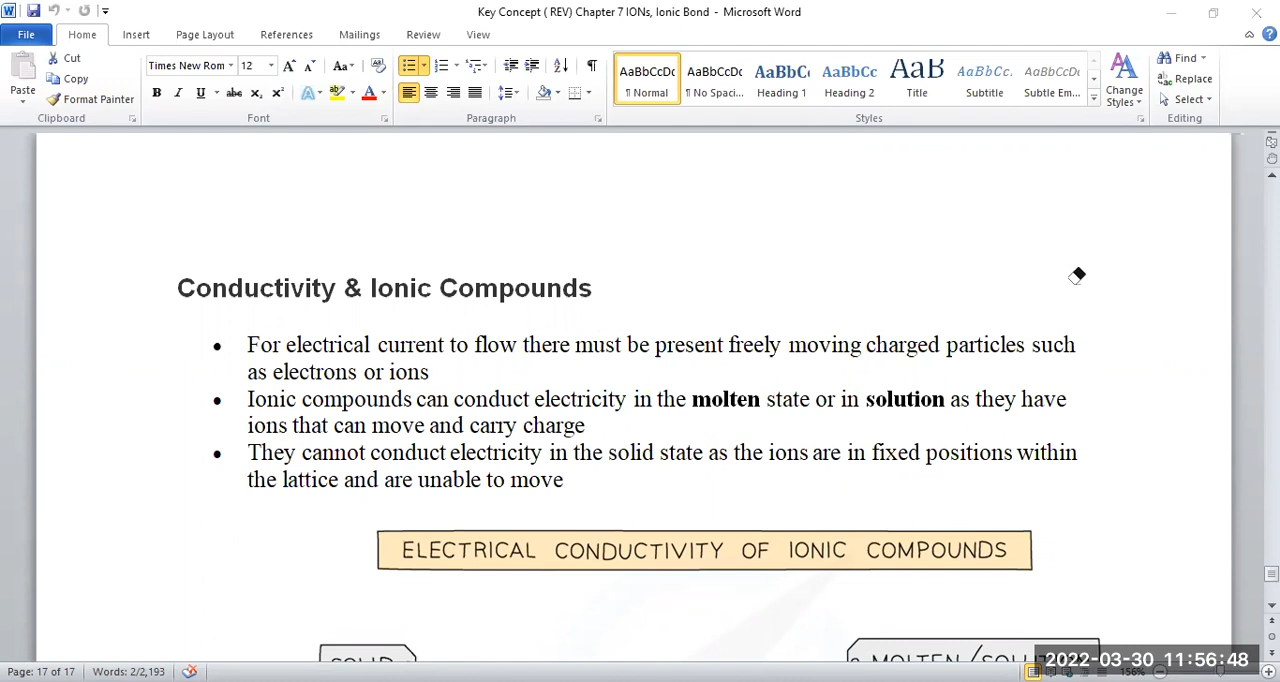 Key Concept ( REV) Chapter 7 IONs, Ionic Bond - Microsoft Word
File Home Insert Page Layout References Mailings Review View
Paste
Cut
Copy
Format Painter
Clipboard
Times New Rom 12
Font
Paragraph
AaBbCcDc AaBbCcDc AaBbC AaBbCc AaB AaBbCc. AaBbCcDı
¶ Normal ¶ No Spaci... Heading 1 Heading 2 Title Subtitle Subtle Em...
Styles
Change
Styles
Find
Replace
Select
Editing
Conductivity & Ionic Compounds
• For electrical current to flow there must be present freely moving charged particles such
as electrons or ions
• Ionic compounds can conduct electricity in the molten state or in solution as they have
ions that can move and carry charge
• They cannot conduct electricity in the solid state as the ions are in fixed positions within
the lattice and are unable to move
ELECTRICAL CONDUCTIVITY OF IONIC COMPOUNDS
SOLID
MOLTEN/
2022-03-30 11:56:48
Page: 17 of 17 Words: 2/2,193 156%